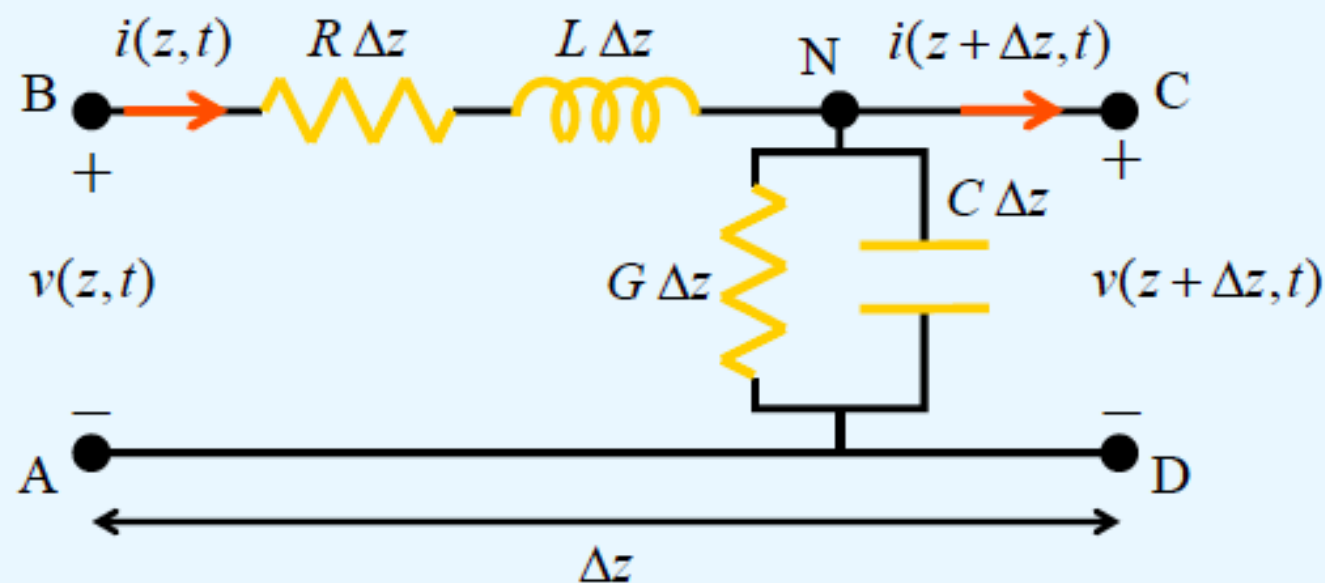 i(z,t) R Δz L Δz N i(z + Δz,t)
B C
+ +
C Δz
v(z,t) G Δz v(z + Δz,t)
– –
A D
Δz